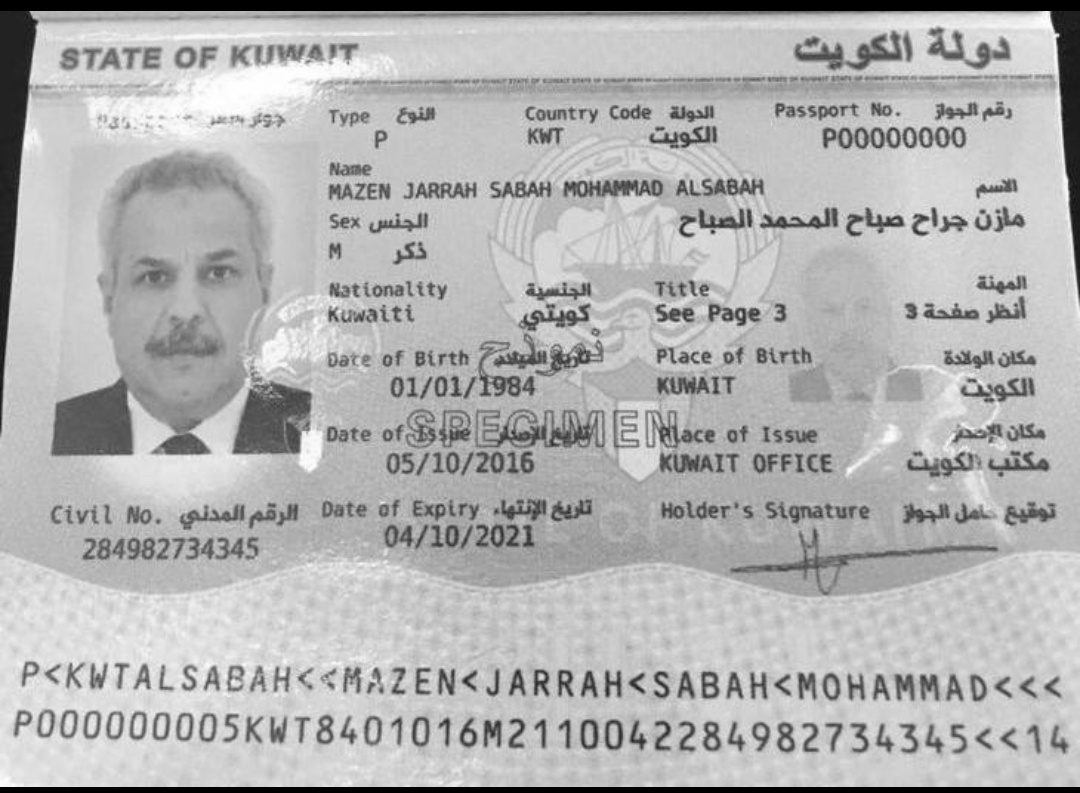 STATE OF KUWAIT دولة الكويت
Type النوع Country Code الدولة Passport No. رقم الجواز
P KWT الكويت P00000000
Name الاسم
MAZEN JARRAH SABAH MOHAMMAD ALSABAH
مازن جراح صباح المحمد الصباح
Sex الجنس
M ذكر
Nationality الجنسية Title المهنة
Kuwaiti كويتي See Page 3 أنظر صفحة 3
نموذج
Date of Birth تاريخ الميلاد Place of Birth مكان الولادة
01/01/1984 KUWAIT الكويت
SPECIMEN
Date of Issue تاريخ الإصدار Place of Issue مكان الإصدار
05/10/2016 KUWAIT OFFICE مكتب الكويت
Civil No. الرقم المدني Date of Expiry تاريخ الإنتهاء Holder's Signature توقيع حامل الجواز
284982734345 04/10/2021
P<KWTALSABAH<<MAZEN<JARRAH<SABAH<MOHAMMAD<<<
P000000005KWT8401016M2110042284982734345<<14